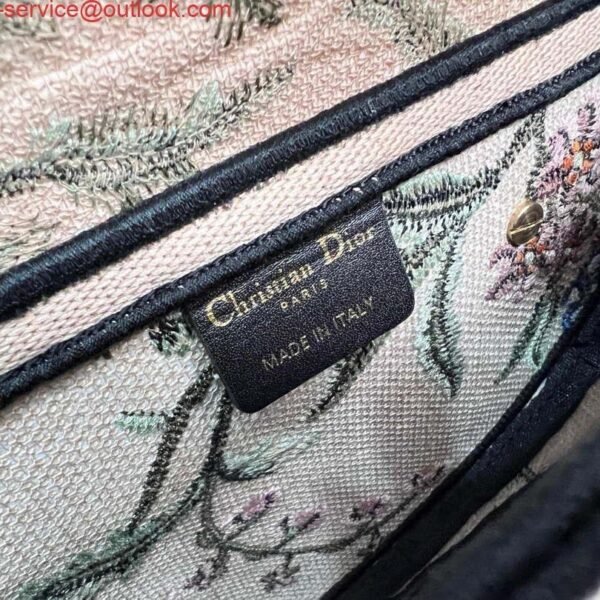 service@outlook.com
Christian Dior
PARIS
MADE IN ITALY